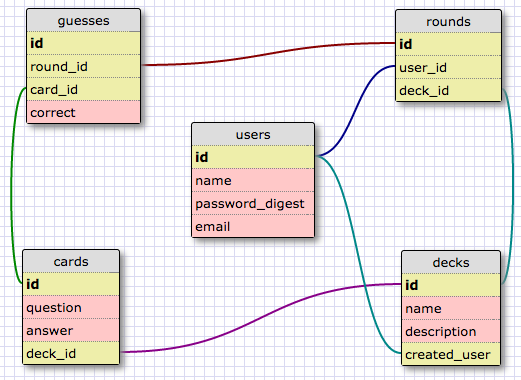 guesses
id
round_id
card_id
correct
rounds
id
user_id
deck_id
users
id
name
password_digest
email
cards
id
question
answer
deck_id
decks
id
name
description
created_user